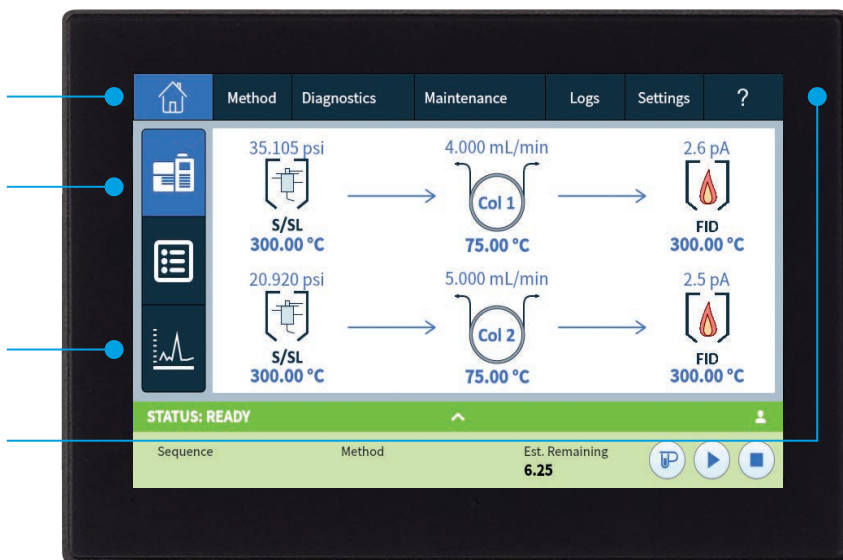 Method Diagnostics Maintenance Logs Settings ?
35.105 psi 4.000 mL/min 2.6 pA
Col 1
S/SL FID
300.00 °C 75.00 °C 300.00 °C
20.920 psi 5.000 mL/min 2.5 pA
Col 2
S/SL FID
300.00 °C 75.00 °C 300.00 °C
STATUS: READY
Sequence Method Est. Remaining
6.25